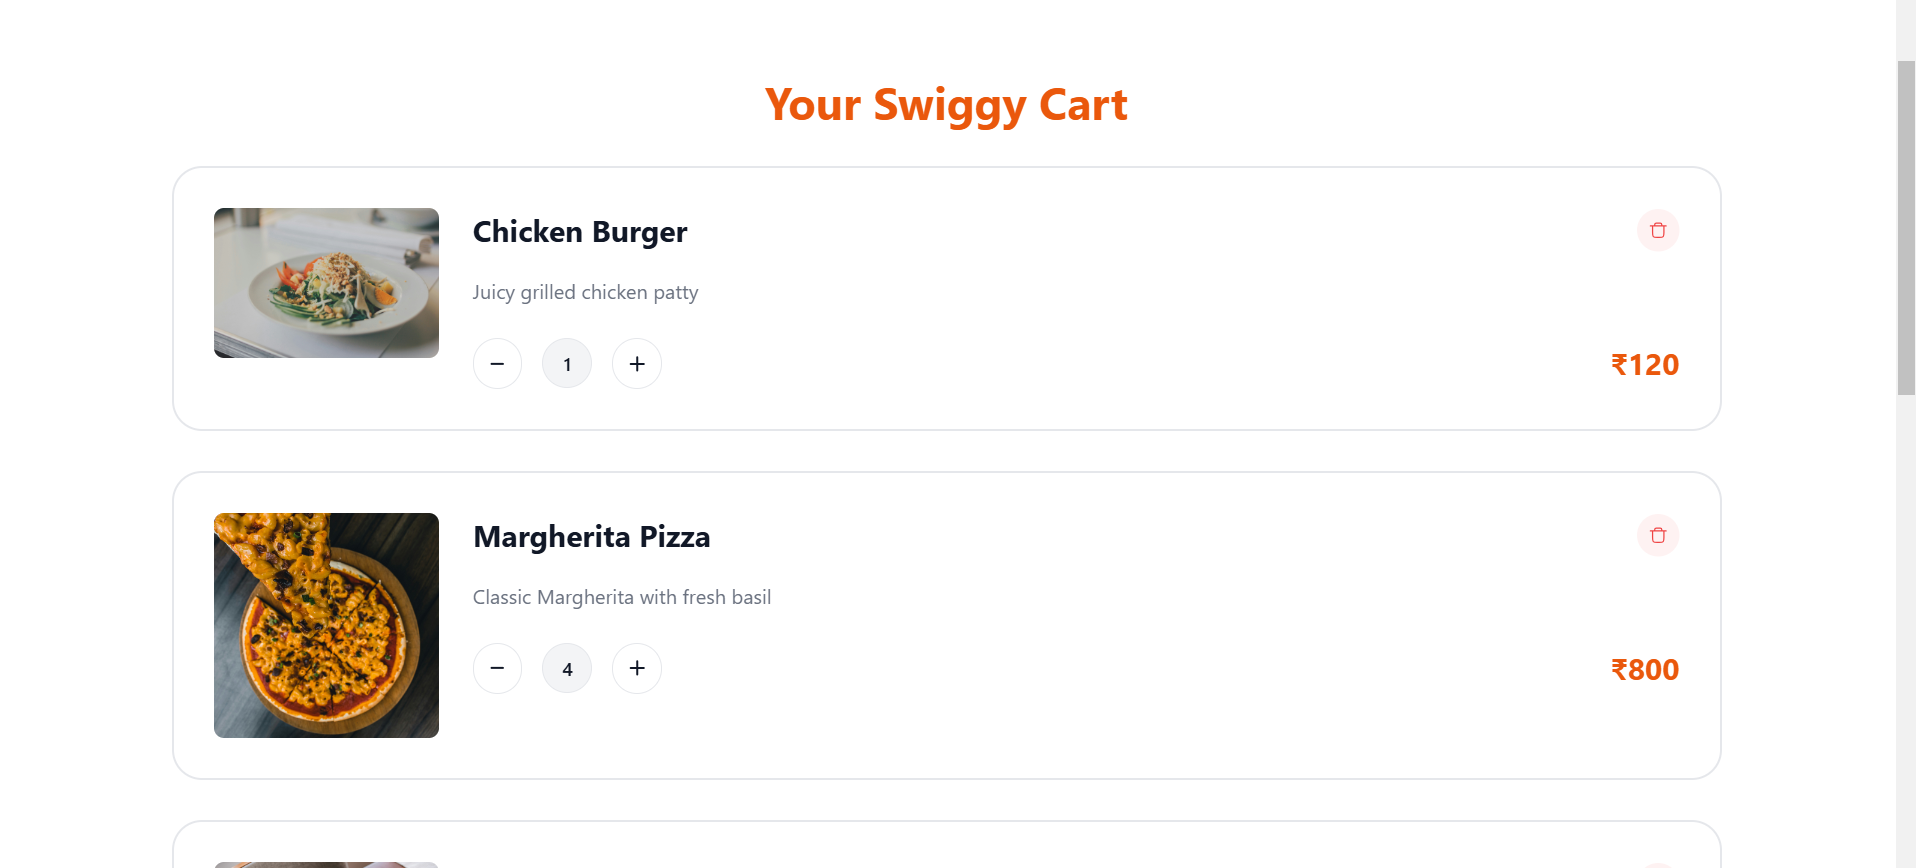 Your Swiggy Cart
Chicken Burger
Juicy grilled chicken patty
− 1 +
₹120
Margherita Pizza
Classic Margherita with fresh basil
− 4 +
₹800